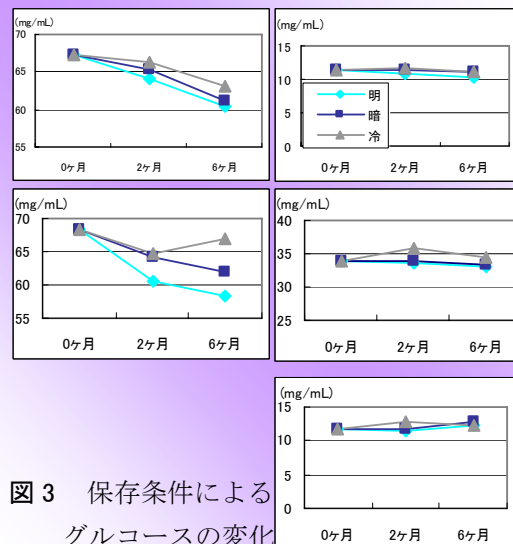 (mg/mL)
70
65
60
55
0ヶ月 2ヶ月 6ヶ月
(mg/mL)
15
10
5
0
明
暗
冷
0ヶ月 2ヶ月 6ヶ月
(mg/mL)
70
65
60
55
0ヶ月 2ヶ月 6ヶ月
(mg/mL)
40
35
30
25
0ヶ月 2ヶ月 6ヶ月
(mg/mL)
15
10
5
0
0ヶ月 2ヶ月 6ヶ月
図 3 保存条件による
グルコースの変化